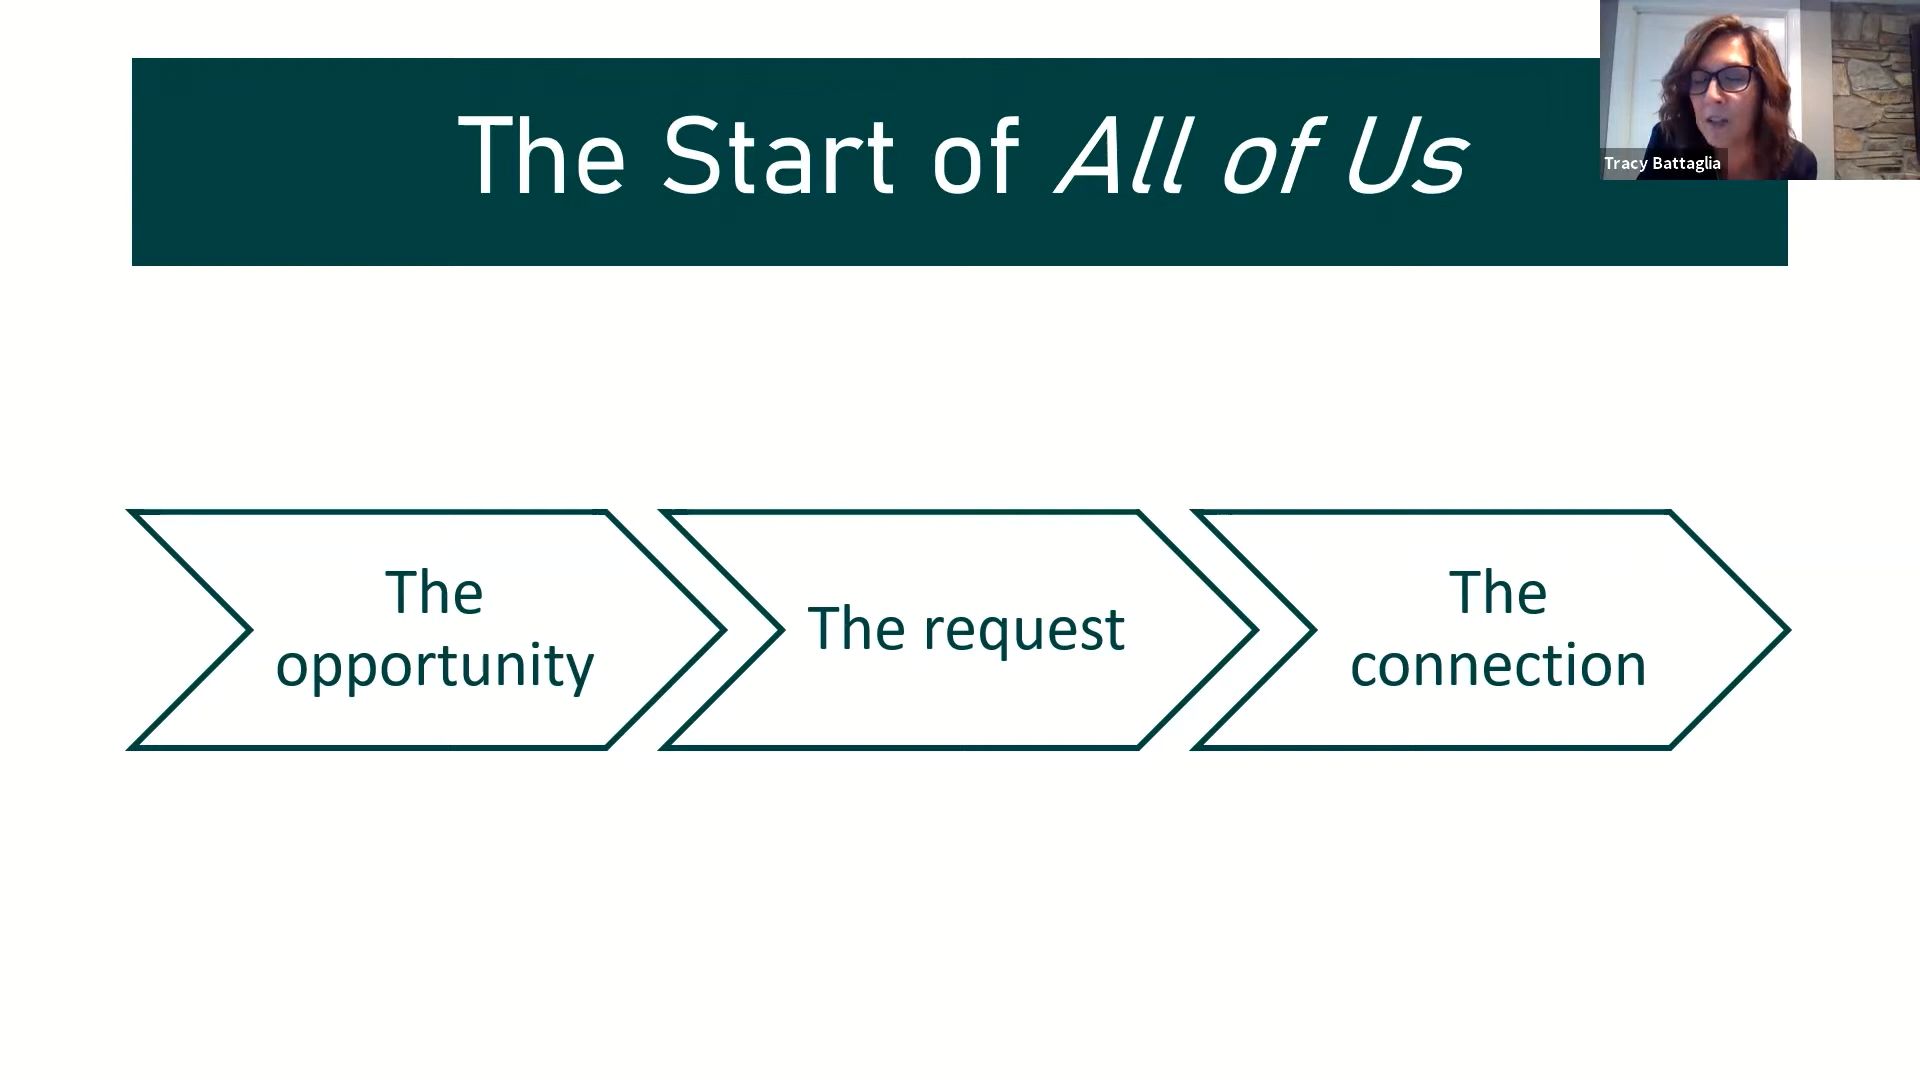 The Start of All of Us
Tracy Battaglia
The
opportunity
The request
The
connection